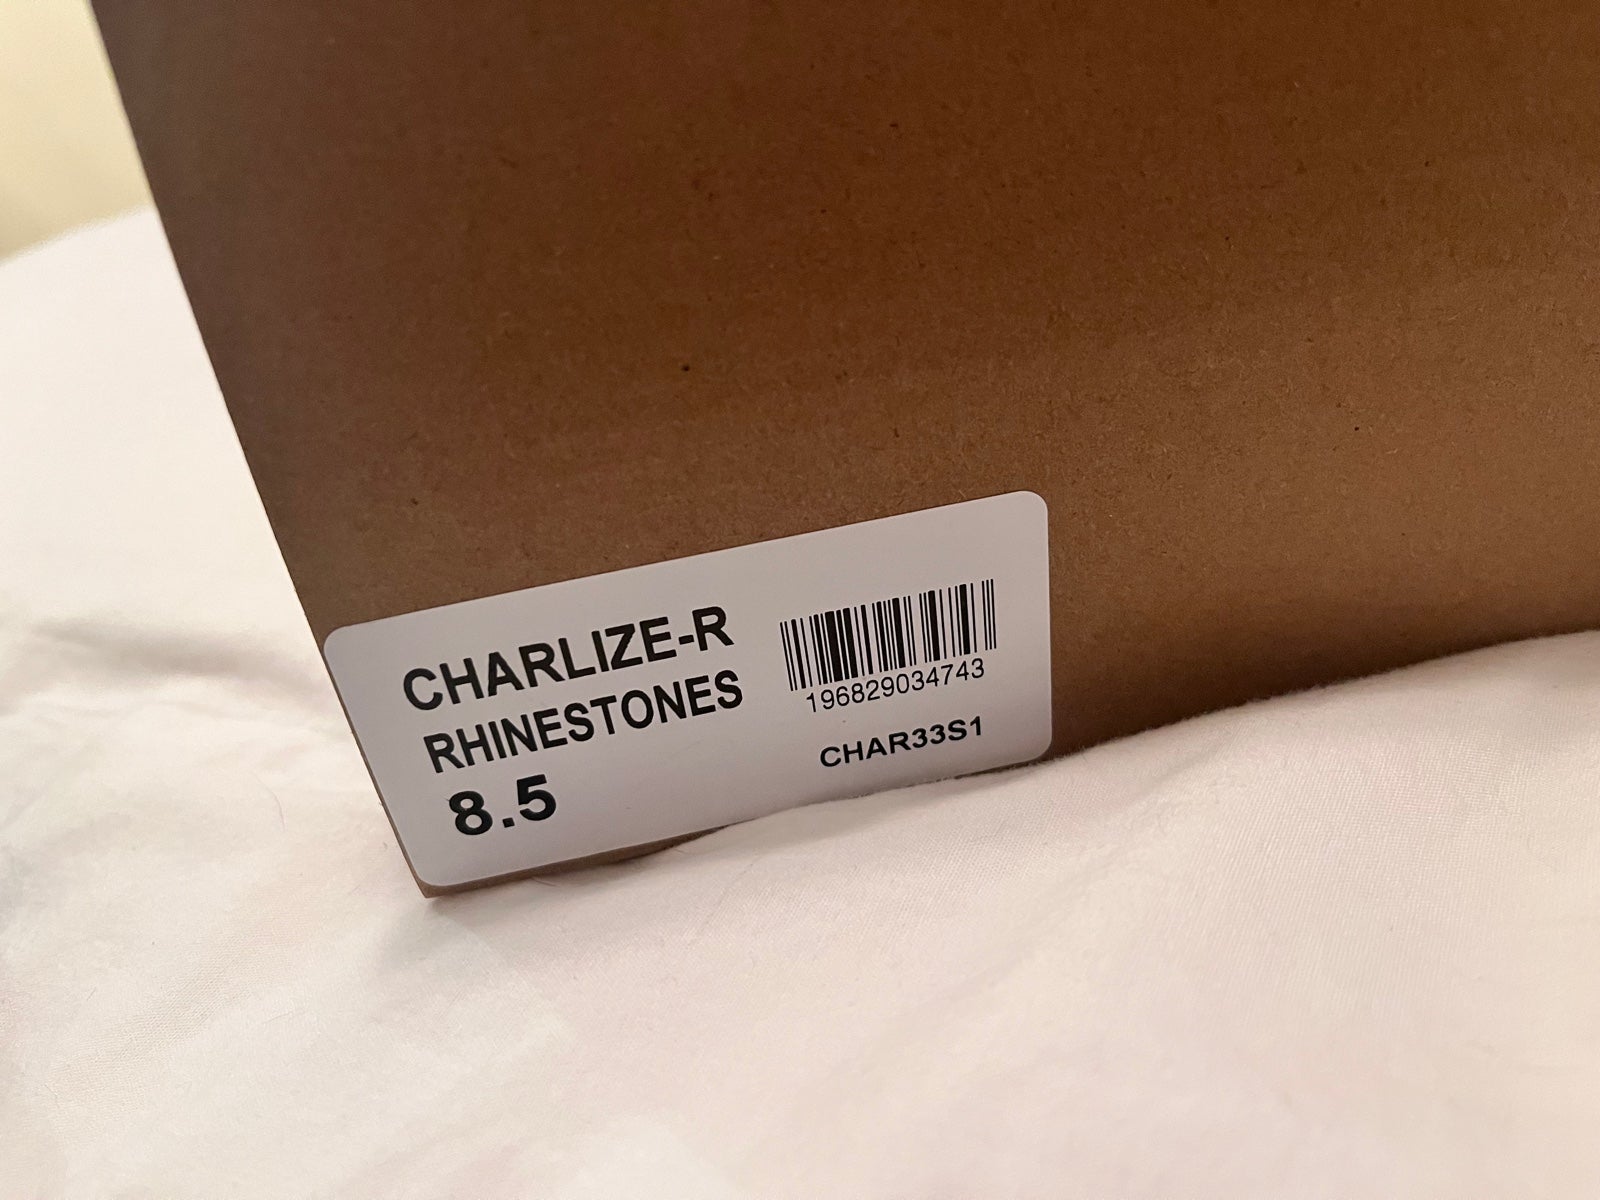 CHARLIZE-R
RHINESTONES
8.5
196829034743
CHAR33S1